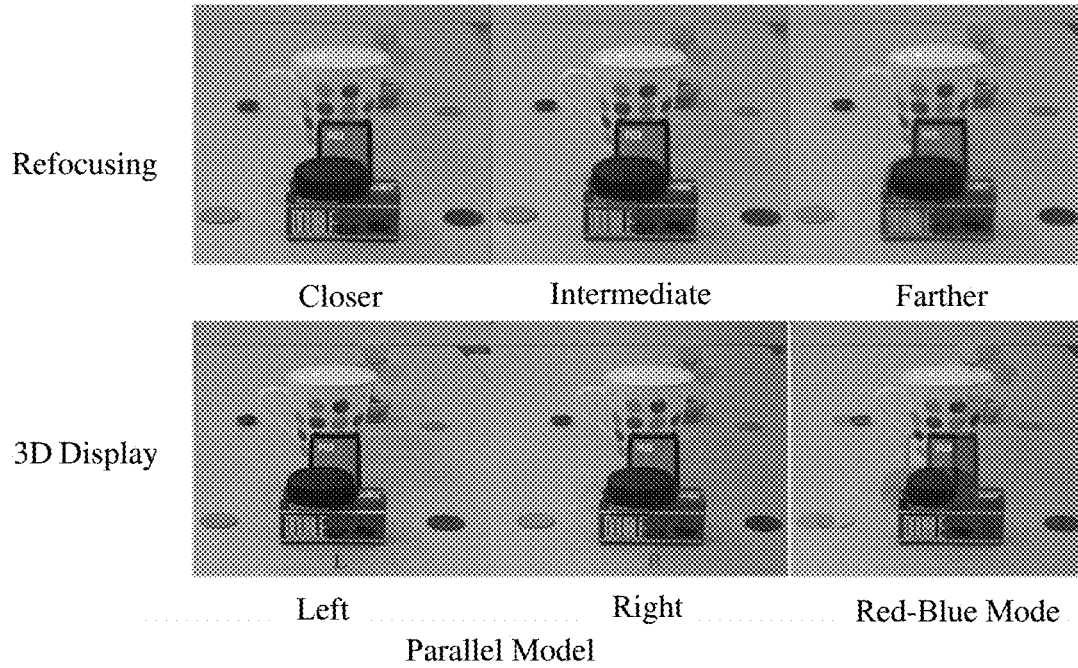 Refocusing
Closer
Intermediate
Farther
3D Display
Left
Right
Red-Blue Mode
Parallel Model